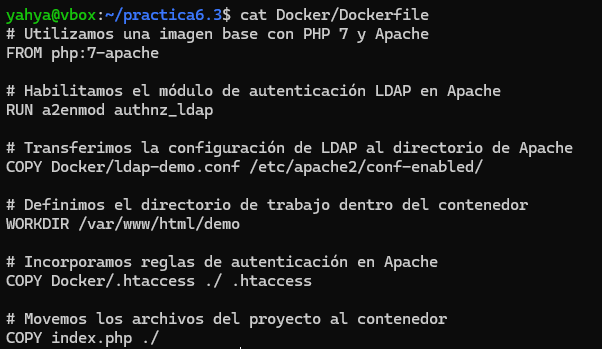 yahya@vbox:~/practica6.3$ cat Docker/Dockerfile
# Utilizamos una imagen base con PHP 7 y Apache
FROM php:7-apache
# Habilitamos el módulo de autenticación LDAP en Apache
RUN a2enmod authnz_ldap
# Transferimos la configuración de LDAP al directorio de Apache
COPY Docker/ldap-demo.conf /etc/apache2/conf-enabled/
# Definimos el directorio de trabajo dentro del contenedor
WORKDIR /var/www/html/demo
# Incorporamos reglas de autenticación en Apache
COPY Docker/.htaccess ./ .htaccess
# Movemos los archivos del proyecto al contenedor
COPY index.php ./